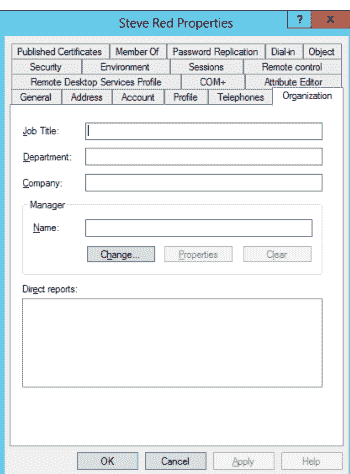 Steve Red Properties ? x
Published Certificates Member Of Password Replication Dial-in Object
Security Environment Sessions Remote control
Remote Desktop Services Profile COM+ Attribute Editor
General Address Account Profile Telephones Organization
Job Title:
Department:
Company:
Manager
Name:
Change... Properties Clear
Direct reports:
OK Cancel Apply Help